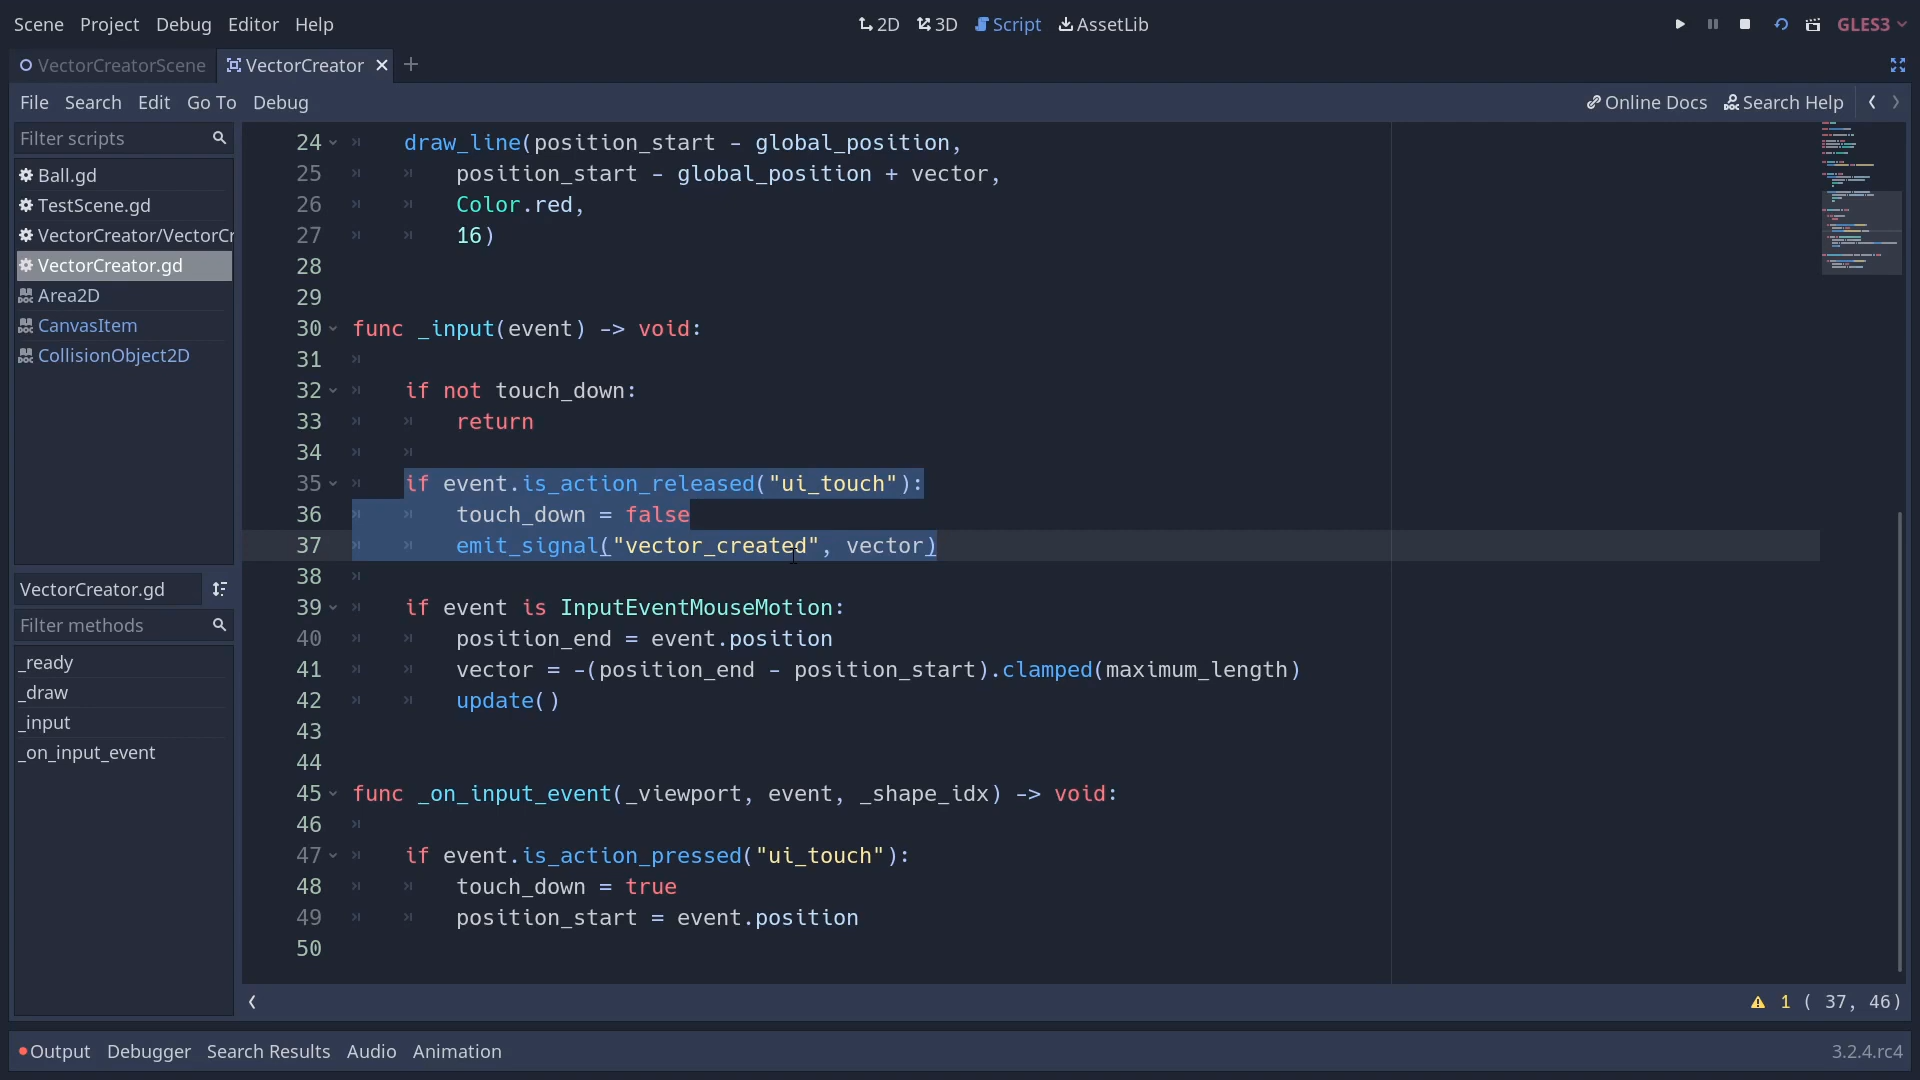 Scene Project Debug Editor Help 2D 3D Script AssetLib GLES3
VectorCreatorScene VectorCreator
File Search Edit Go To Debug Online Docs Search Help
Filter scripts
Ball.gd
TestScene.gd
VectorCreator/VectorCr
VectorCreator.gd
Area2D
CanvasItem
CollisionObject2D
VectorCreator.gd
Filter methods
_ready
_draw
_input
_on_input_event
24 draw_line(position_start - global_position,
25 position_start - global_position + vector,
26 Color.red,
27 16)
28
29
30 func _input(event) -> void:
31
32 if not touch_down:
33 return
34
35 if event.is_action_released("ui_touch"):
36 touch_down = false
37 emit_signal("vector_created", vector)
38
39 if event is InputEventMouseMotion:
40 position_end = event.position
41 vector = -(position_end - position_start).clamped(maximum_length)
42 update()
43
44
45 func _on_input_event(_viewport, event, _shape_idx) -> void:
46
47 if event.is_action_pressed("ui_touch"):
48 touch_down = true
49 position_start = event.position
50
1 ( 37, 46)
Output Debugger Search Results Audio Animation 3.2.4.rc4